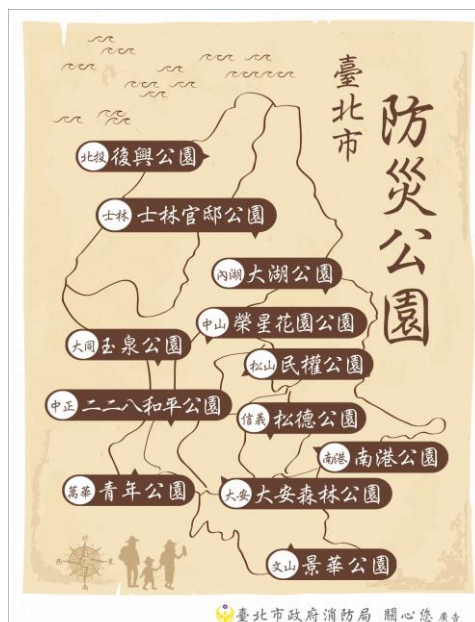 臺北市
防災公園
北投 復興公園
士林 士林官邸公園
內湖 大湖公園
中山 榮星花園公園
大同 玉泉公園
松山 民權公園
中正 二二八和平公園
信義 松德公園
南港 南港公園
萬華 青年公園
大安 大安森林公園
文山 景華公園
北
西 東
南
臺北市政府消防局 關心您 廣告